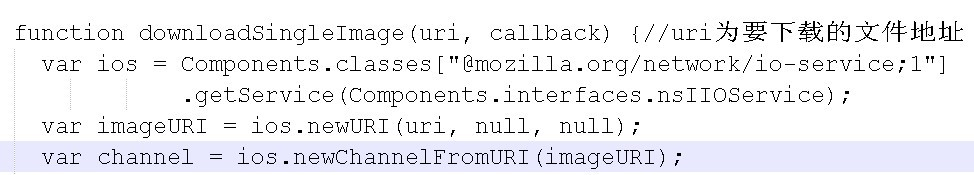 function downloadSingleImage(uri, callback) {//uri为要下载的文件地址
var ios = Components.classes["@mozilla.org/network/io-service;1"]
.getService(Components.interfaces.nsIIOService);
var imageURI = ios.newURI(uri, null, null);
var channel = ios.newChannelFromURI(imageURI);